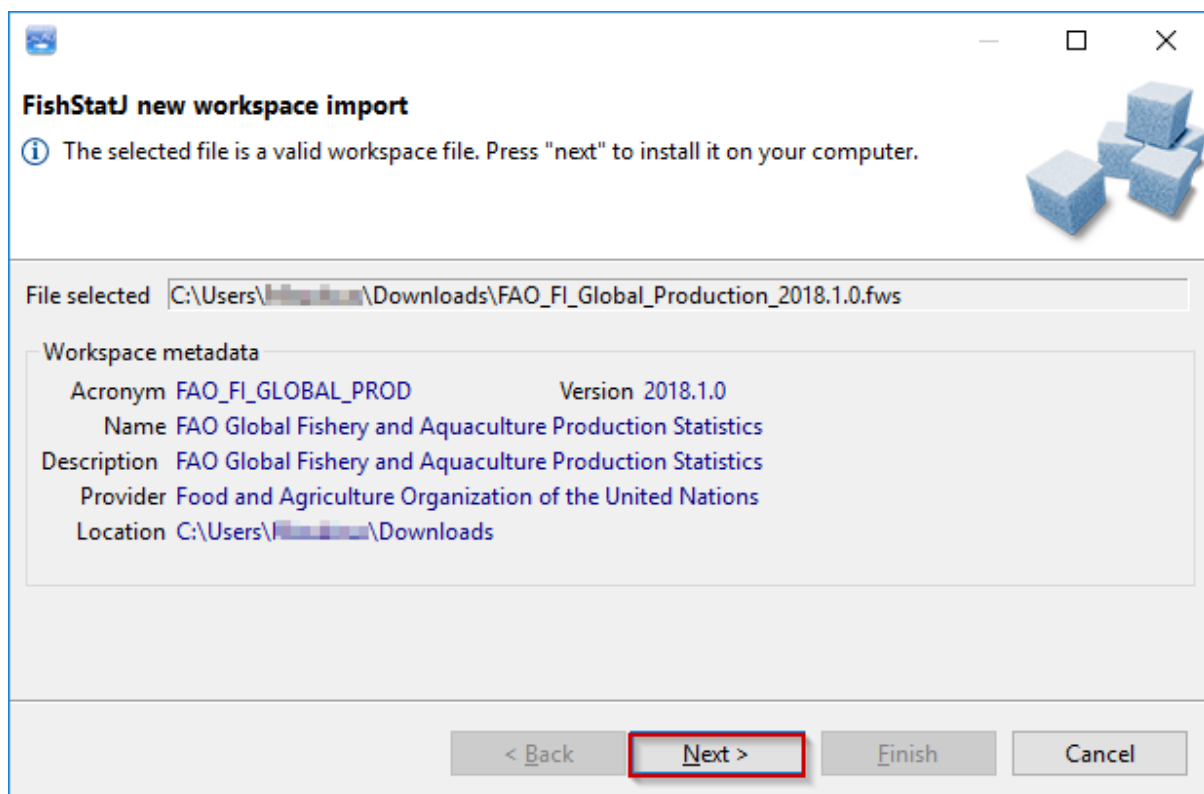 FishStatJ new workspace import
The selected file is a valid workspace file. Press "next" to install it on your computer.
File selected C:\Users\ \Downloads\FAO_FI_Global_Production_2018.1.0.fws
Workspace metadata
Acronym FAO_FI_GLOBAL_PROD Version 2018.1.0
Name FAO Global Fishery and Aquaculture Production Statistics
Description FAO Global Fishery and Aquaculture Production Statistics
Provider Food and Agriculture Organization of the United Nations
Location C:\Users\ \Downloads
< Back Next > Finish Cancel